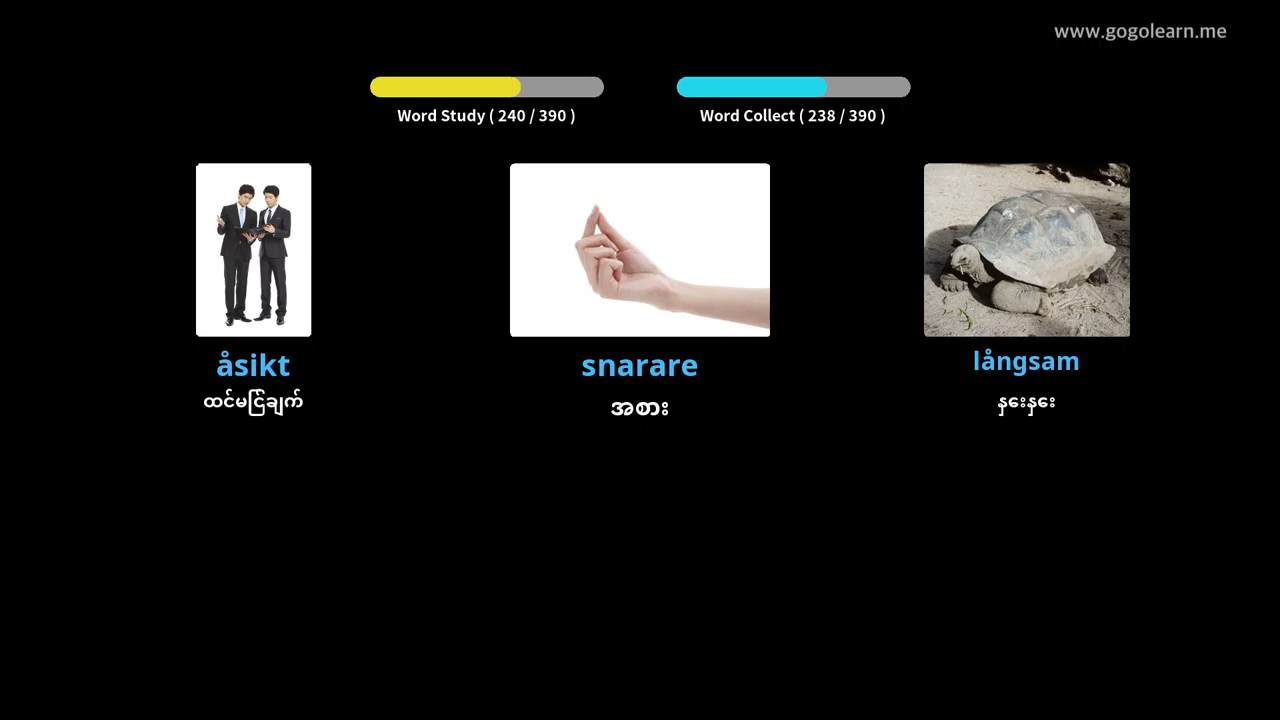 www.gogolearn.me
Word Study ( 240 / 390 )
Word Collect ( 238 / 390 )
åsikt
snarare
långsam
ထင်မငြ်ချက်
အစား
နှေးနှေး